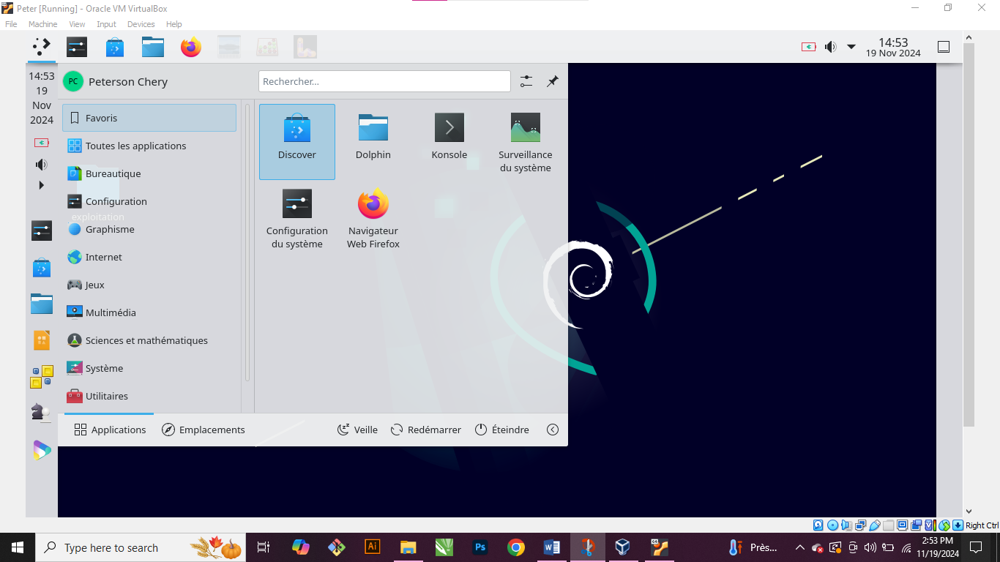 Peter [Running] - Oracle VM VirtualBox
File Machine View Input Devices Help
14:53
19 Nov 2024
14:53
19
Nov
2024
PC Peterson Chery
Rechercher...
Favoris
Toutes les applications
Bureautique
Configuration
exploitation
Graphisme
Internet
Jeux
Multimédia
Sciences et mathématiques
Système
Utilitaires
Discover
Dolphin
Konsole
Surveillance
du système
Configuration
du système
Navigateur
Web Firefox
Applications
Emplacements
Veille
Redémarrer
Éteindre
Right Ctrl
Type here to search
Ai
Ps
W
Près...
2:53 PM
11/19/2024